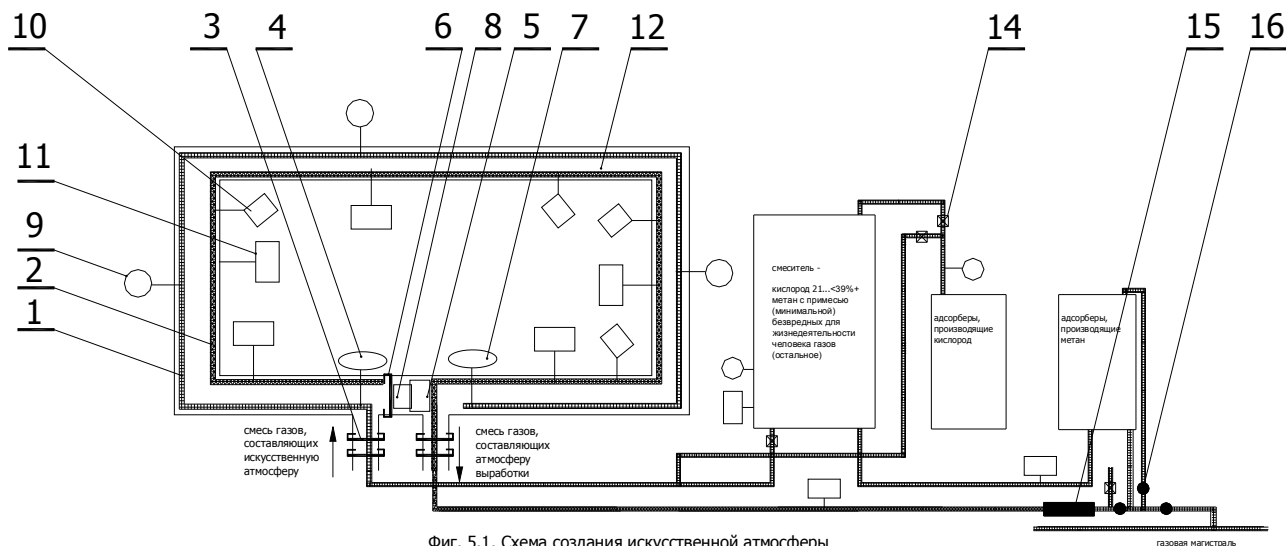 10
3
4
6
8
5
7
12
14
15
16
11
9
2
1
смеситель -
кислород 21...<39%+
метан с примесью
(минимальной)
безвредных для
жизнедеятельности
человека газов
(остальное)
адсорберы,
производящие
кислород
адсорберы,
производящие
метан
смесь газов,
составляющих
искусственную
атмосферу
смесь газов,
составляющих
атмосферу
выработки
Фиг. 5.1. Схема создания искусственной атмосферы
газовая магистраль